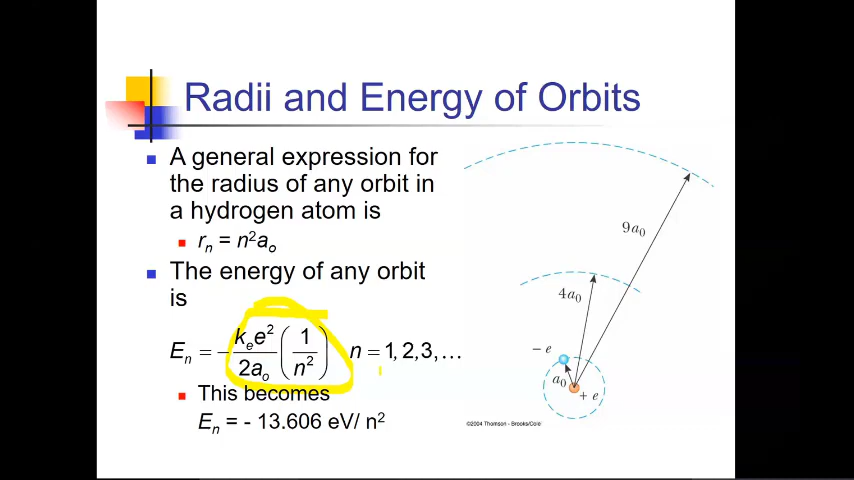 Radii and Energy of Orbits
A general expression for
the radius of any orbit in
a hydrogen atom is
rₙ = n²aₒ
The energy of any orbit
is
Eₙ = − kₑe² / 2aₒ (1 / n²) n = 1, 2, 3, …
This becomes
Eₙ = - 13.606 eV/ n²
9a₀
4a₀
− e
a₀
+ e
©2004 Thomson - Brooks/Cole